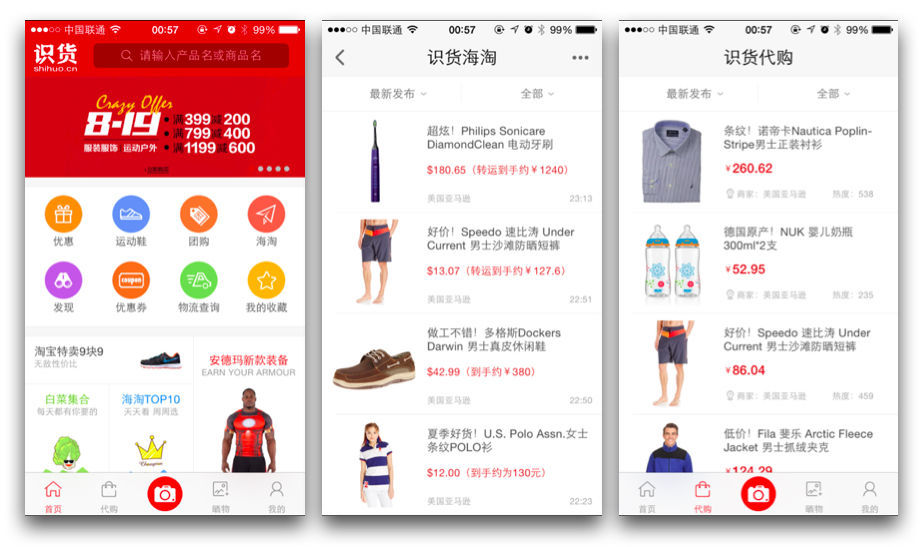 中国联通
00:57
99%
识货
shihuo.cn
请输入产品名或商品名
Crazy Offer
8-19
满399减200
满799减400
服装服饰 运动户外
满1199减600
优惠
运动鞋
团购
海淘
coupon
发现
优惠券
物流查询
我的收藏
淘宝特卖9块9
无敌性价比
安德玛新款装备
EARN YOUR ARMOUR
白菜集合
每天都有你要的
海淘TOP10
天天看 周周选
Champion
首页
代购
晒物
我的
中国联通
00:57
99%
识货海淘
最新发布
全部
超炫！Philips Sonicare
DiamondClean 电动牙刷
$180.65（转运到手约￥1240）
美国亚马逊
23:13
好价！Speedo 速比涛 Under
Current 男士沙滩防晒短裤
$13.07（转运到手约￥127.6）
美国亚马逊
22:51
做工不错！多格斯Dockers
Darwin 男士真皮休闲鞋
$42.99（到手约￥380）
美国亚马逊
22:50
夏季好货！U.S. Polo Assn.女士
条纹POLO衫
$12.00（到手约为130元）
美国亚马逊
22:23
中国联通
00:57
99%
识货代购
最新发布
全部
条纹！诺帝卡Nautica Poplin-
Stripe男士正装衬衫
￥260.62
商家：美国亚马逊
热度：538
德国原产！NUK 婴儿奶瓶
300ml*2支
￥52.95
商家：美国亚马逊
热度：235
好价！Speedo 速比涛 Under
Current 男士沙滩防晒短裤
￥86.04
商家：美国亚马逊
热度：459
低价！Fila 斐乐 Arctic Fleece
Jacket 男士抓绒夹克
￥124.29
首页
代购
晒物
我的